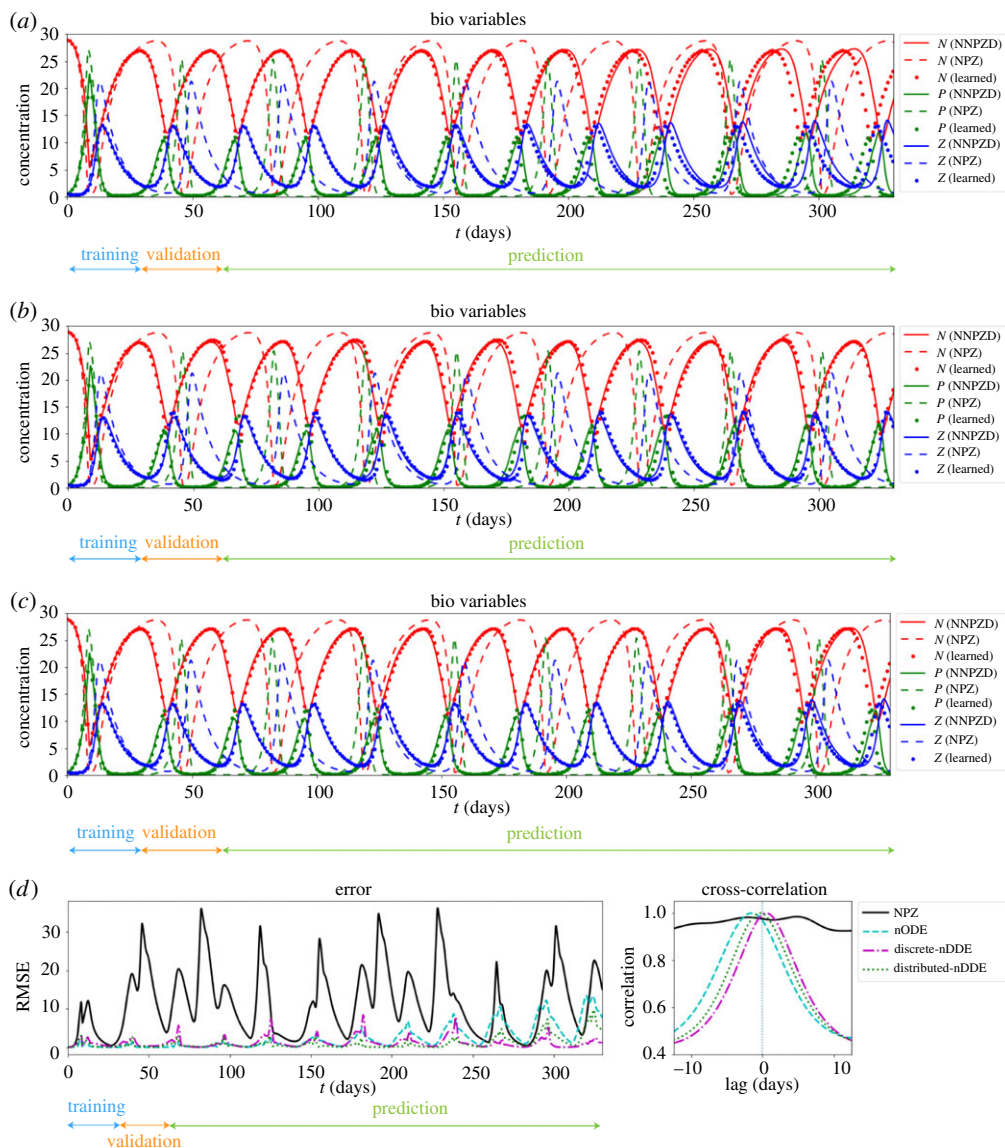 (a)
bio variables
30
25
20
15
10
5
0
concentration
0 50 100 150 200 250 300
t (days)
N (NNPZD)
N (NPZ)
N (learned)
P (NNPZD)
P (NPZ)
P (learned)
Z (NNPZD)
Z (NPZ)
Z (learned)
training validation prediction
(b)
bio variables
30
25
20
15
10
5
0
concentration
0 50 100 150 200 250 300
t (days)
N (NNPZD)
N (NPZ)
N (learned)
P (NNPZD)
P (NPZ)
P (learned)
Z (NNPZD)
Z (NPZ)
Z (learned)
training validation prediction
(c)
bio variables
30
25
20
15
10
5
0
concentration
0 50 100 150 200 250 300
t (days)
N (NNPZD)
N (NPZ)
N (learned)
P (NNPZD)
P (NPZ)
P (learned)
Z (NNPZD)
Z (NPZ)
Z (learned)
training validation prediction
(d)
error
30
20
10
0
RMSE
0 50 100 150 200 250 300
t (days)
training prediction
validation
cross-correlation
1.0
0.8
0.6
0.4
correlation
−10 0 10
lag (days)
NPZ
nODE
discrete-nDDE
distributed-nDDE